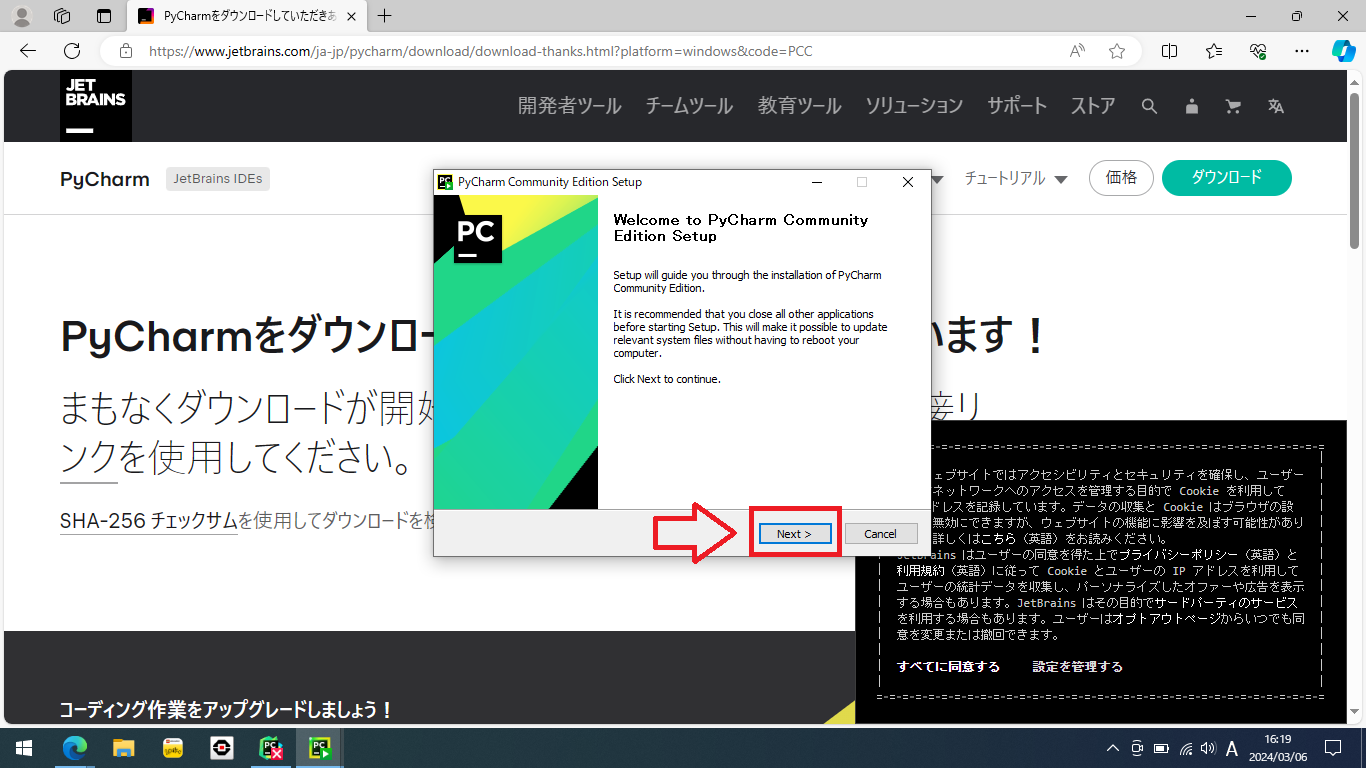 PyCharmをダウンロードしていただきあ
https://www.jetbrains.com/ja-jp/pycharm/download/download-thanks.html?platform=windows&code=PCC
JET
BRAINS
開発者ツール チームツール 教育ツール ソリューション サポート ストア
PyCharm JetBrains IDEs
チュートリアル 価格 ダウンロード
PyCharm Community Edition Setup
PC
Welcome to PyCharm Community
Edition Setup
Setup will guide you through the installation of PyCharm
Community Edition.
It is recommended that you close all other applications
before starting Setup. This will make it possible to update
relevant system files without having to reboot your
computer.
Click Next to continue.
Next >
Cancel
PyCharmをダウンロー います！
まもなくダウンロードが開始 接リ
ンクを使用してください。
SHA-256 チェックサムを使用してダウンロードを検
ェブサイトではアクセシビリティとセキュリティを確保し、ユーザー
ネットワークへのアクセスを管理する目的で Cookie を利用して
ドレスを記録しています。データの収集と Cookie はブラウザの設
無効にできますが、ウェブサイトの機能に影響を及ぼす可能性があり
詳しくはこちら（英語）をお読みください。
JetBrains はユーザーの同意を得た上でプライバシーポリシー（英語）と
利用規約（英語）に従って Cookie とユーザーの IP アドレスを利用して
ユーザーの統計データを収集し、パーソナライズしたオファーや広告を表示
する場合もあります。JetBrains はその目的でサードパーティのサービス
を利用する場合もあります。ユーザーはオプトアウトページからいつでも同
意を変更または撤回できます。
すべてに同意する 設定を管理する
コーディング作業をアップグレードしましょう！
A
16:19
2024/03/06